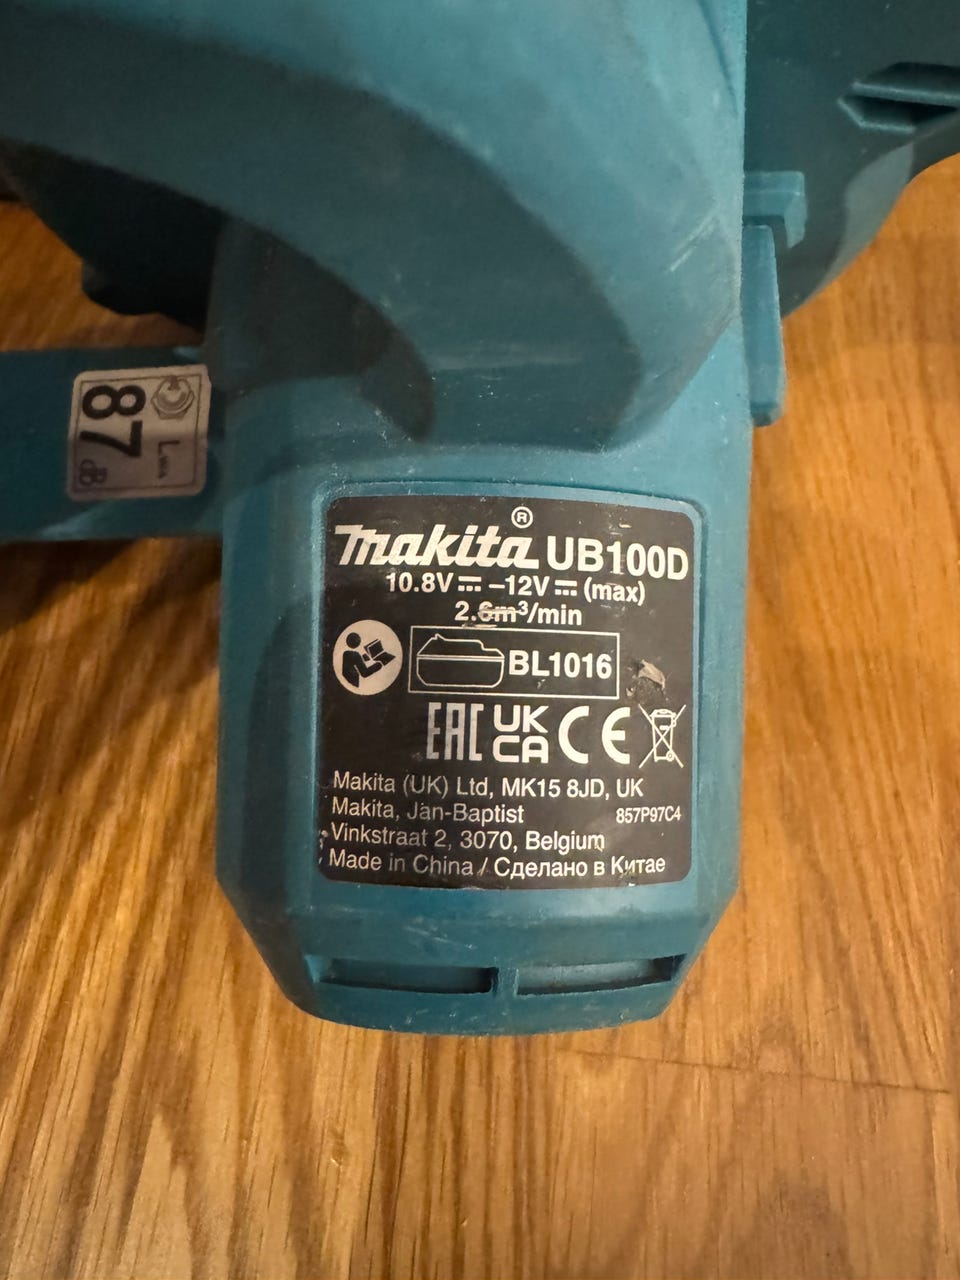 87
LWA
dB
makita® UB100D
10.8V ⎓ –12V ⎓ (max)
2.6m³/min
BL1016
EAC UK CA CE
Makita (UK) Ltd, MK15 8JD, UK
Makita, Jan-Baptist 857P97C4
Vinkstraat 2, 3070, Belgium
Made in China / Сделано в Китае